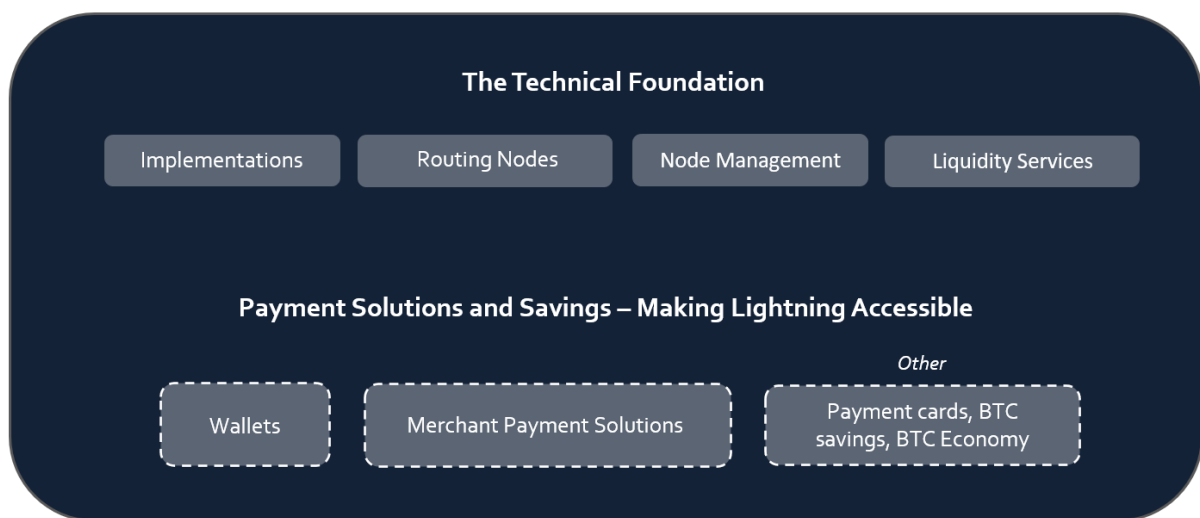 The Technical Foundation
Implementations
Routing Nodes
Node Management
Liquidity Services
Payment Solutions and Savings – Making Lightning Accessible
Wallets
Merchant Payment Solutions
Other
Payment cards, BTC
savings, BTC Economy